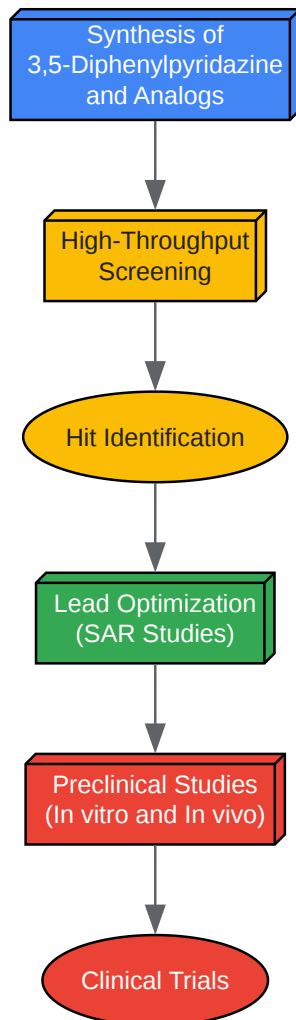 Synthesis of
3,5-Diphenylpyridazine
and Analogs
High-Throughput
Screening
Hit Identification
Lead Optimization
(SAR Studies)
Preclinical Studies
(In vitro and In vivo)
Clinical Trials